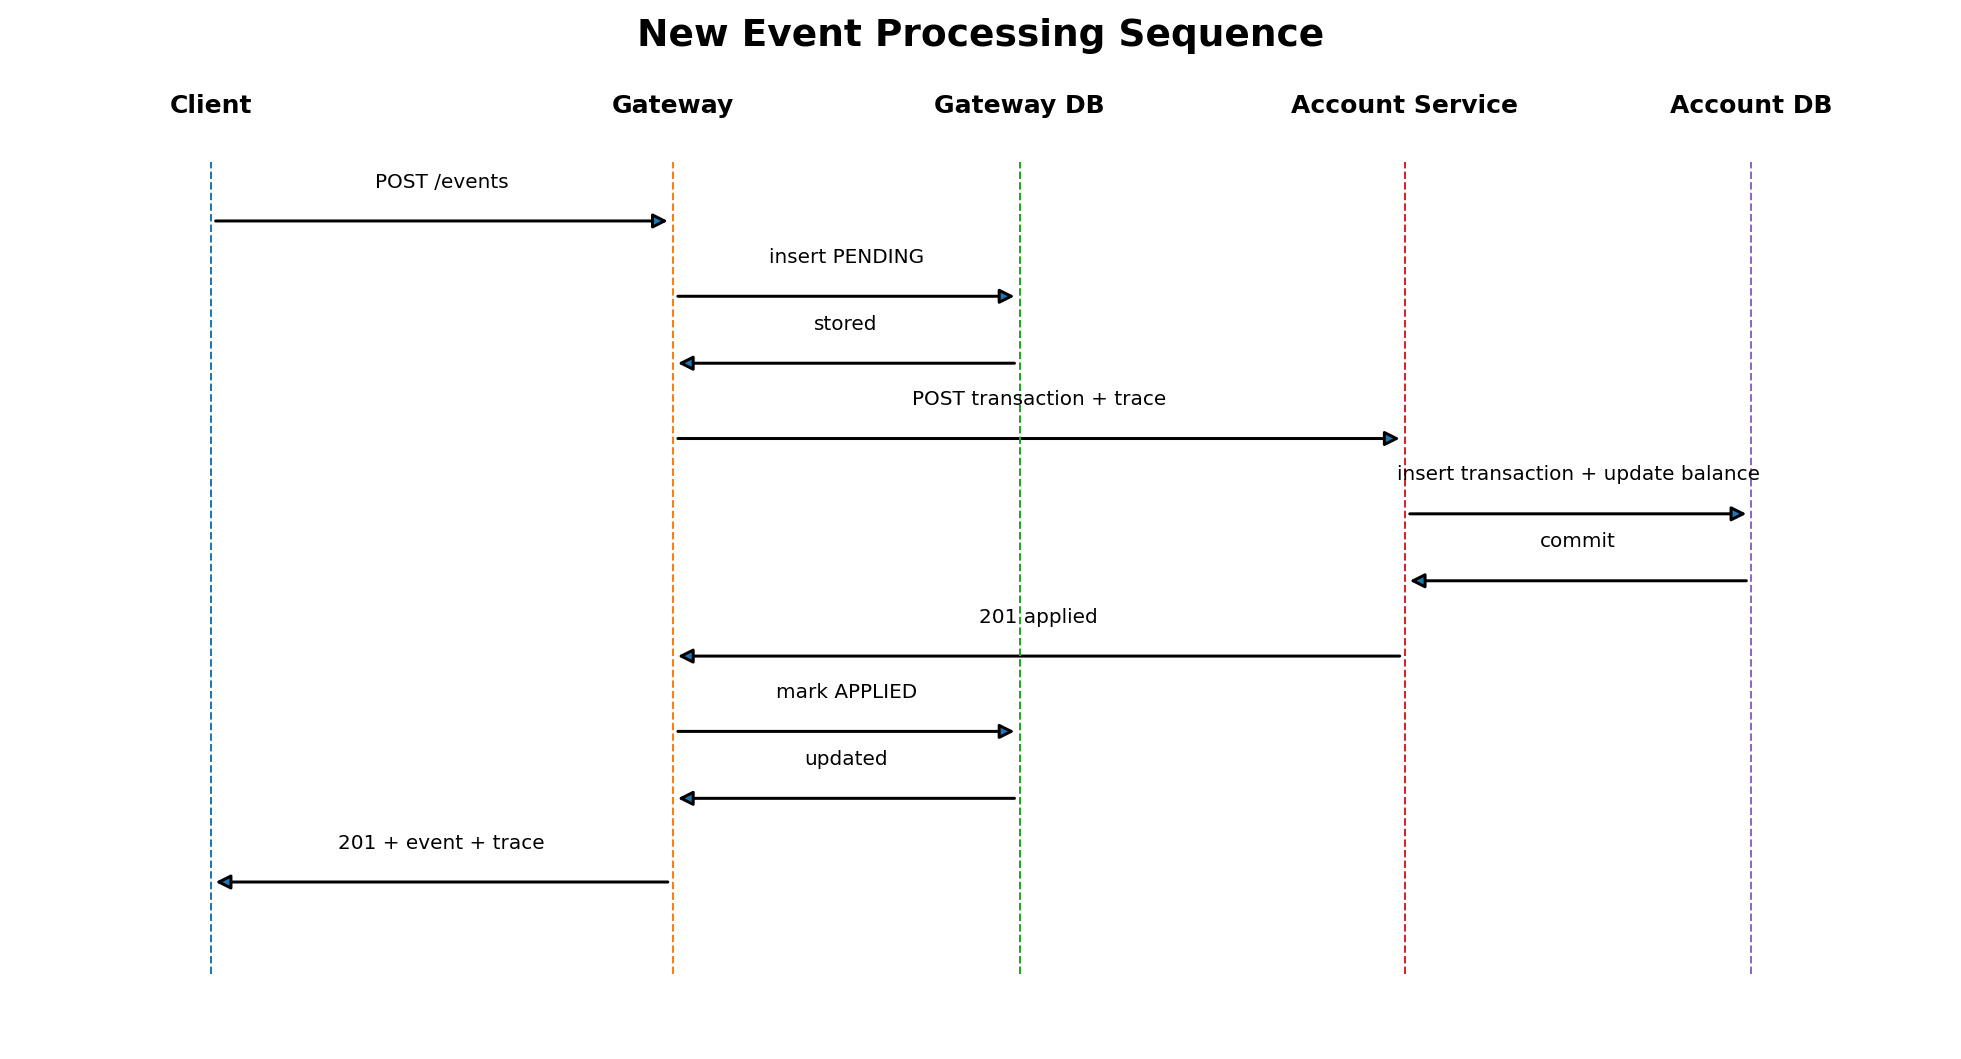 New Event Processing Sequence
Client Gateway Gateway DB Account Service Account DB
POST /events
insert PENDING
stored
POST transaction + trace
insert transaction + update balance
commit
201 applied
mark APPLIED
updated
201 + event + trace